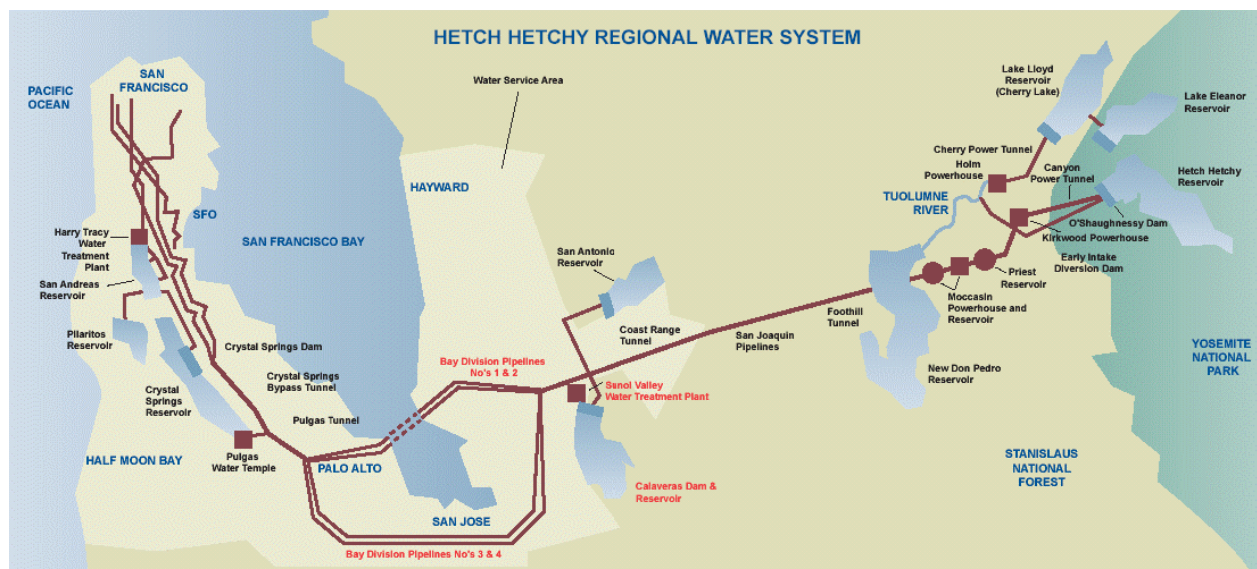 HETCH HETCHY REGIONAL WATER SYSTEM
PACIFIC
OCEAN
SAN
FRANCISCO
Water Service Area
Lake Lloyd
Reservoir
(Cherry Lake)
Lake Eleanor
Reservoir
Cherry Power Tunnel
Holm
Powerhouse
Canyon
Power Tunnel
Hetch Hetchy
Reservoir
HAYWARD
TUOLUMNE
RIVER
SFO
O'Shaughnessy Dam
Kirkwood Powerhouse
Harry Tracy
Water
Treatment
Plant
SAN FRANCISCO BAY
San Antonio
Reservoir
Early Intake
Diversion Dam
Priest
Reservoir
San Andreas
Reservoir
Moccasin
Powerhouse and
Reservoir
Foothill
Tunnel
Pilaritos
Reservoir
Coast Range
Tunnel
San Joaquin
Pipelines
Crystal Springs Dam
Bay Division Pipelines
No's 1 & 2
YOSEMITE
NATIONAL
PARK
Crystal Springs
Bypass Tunnel
New Don Pedro
Reservoir
Crystal
Springs
Reservoir
Sunol Valley
Water Treatment Plant
Pulgas Tunnel
HALF MOON BAY
Pulgas
Water Temple
PALO ALTO
STANISLAUS
NATIONAL
FOREST
Calaveras Dam &
Reservoir
SAN JOSE
Bay Division Pipelines No's 3 & 4